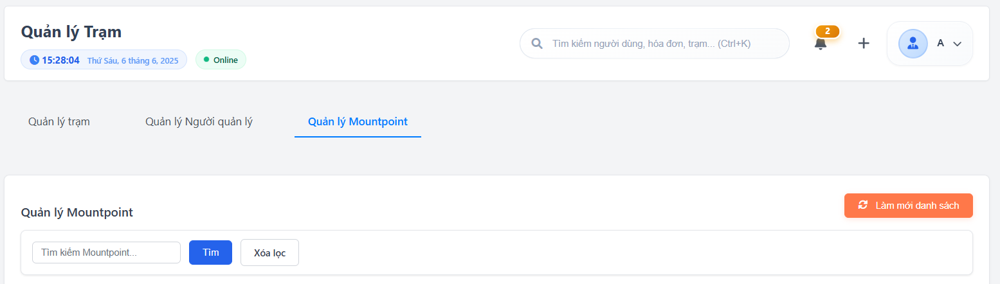 Quản lý Trạm
15:28:04 Thứ Sáu, 6 tháng 6, 2025
Online
Tìm kiếm người dùng, hóa đơn, trạm... (Ctrl+K)
2
A
Quản lý trạm
Quản lý Người quản lý
Quản lý Mountpoint
Quản lý Mountpoint
Làm mới danh sách
Tìm kiếm Mountpoint...
Tìm
Xóa lọc